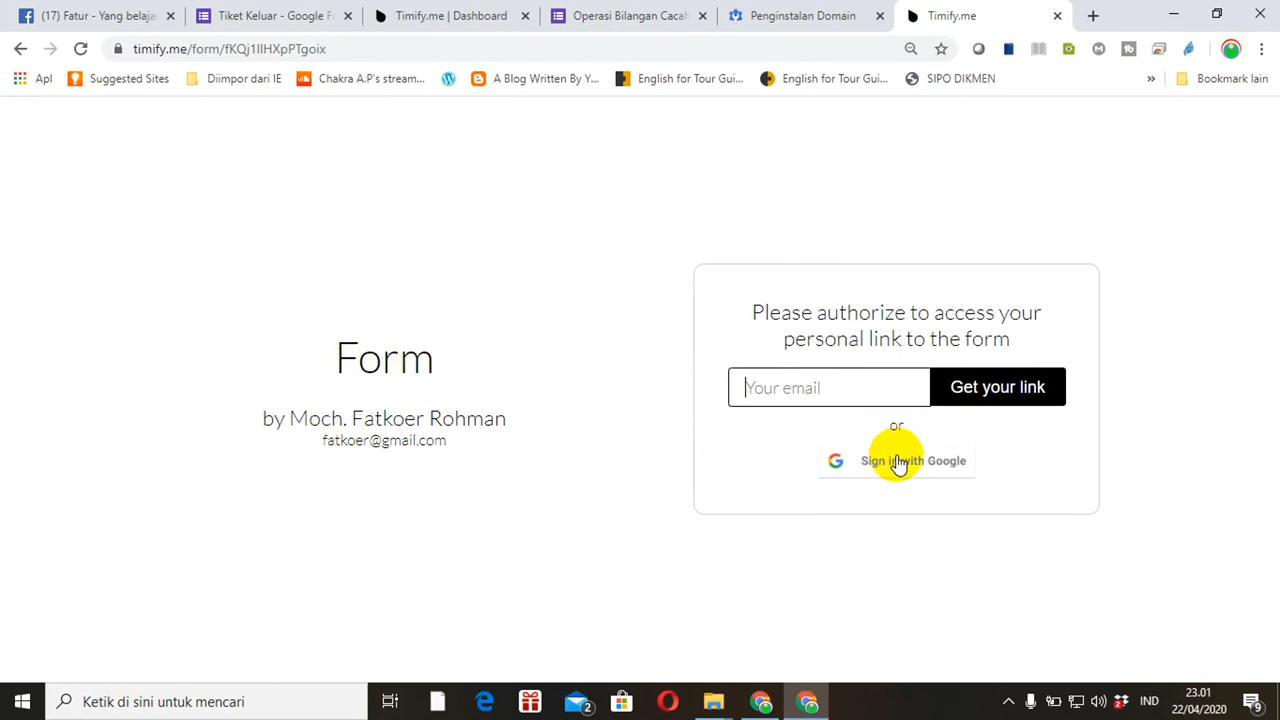 (17) Fatur - Yang belaja
Tiket Keluar - Google F
Timify.me | Dashboard
Operasi Bilangan Cacah
Penginstalan Domain
Timify.me
Apl
Suggested Sites
Diimpor dari IE
Chakra A.P's stream...
A Blog Written By Y...
English for Tour Gui...
English for Tour Gui...
SIPO DIKMEN
»
Bookmark lain
Form
by Moch. Fatkoer Rohman
fatkoer@gmail.com
Please authorize to access your
personal link to the form
Your email
Get your link
or
Sign in with Google
Ketik di sini untuk mencari
2
IND
23.01
22/04/2020
9